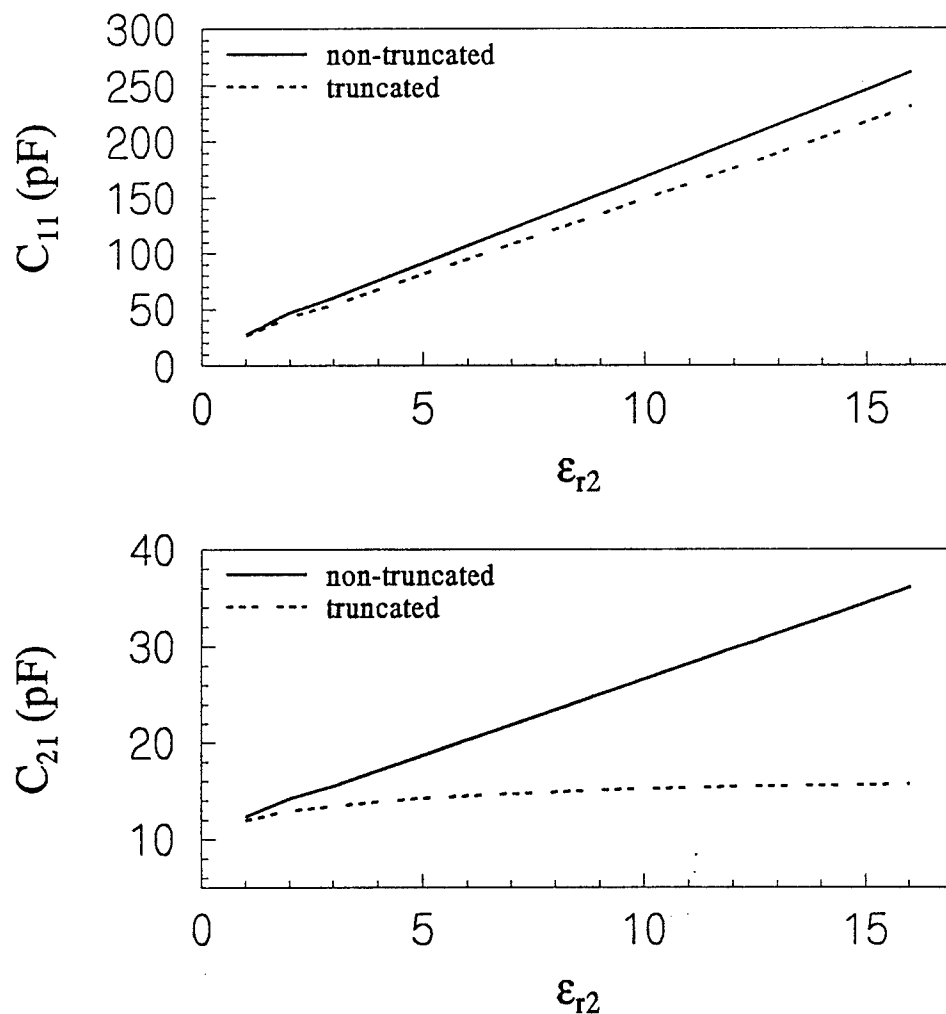 300
250
200
150
100
50
0
C11 (pF)
non-truncated
truncated
0 5 10 15
εr2
40
30
20
10
C21 (pF)
non-truncated
truncated
0 5 10 15
εr2